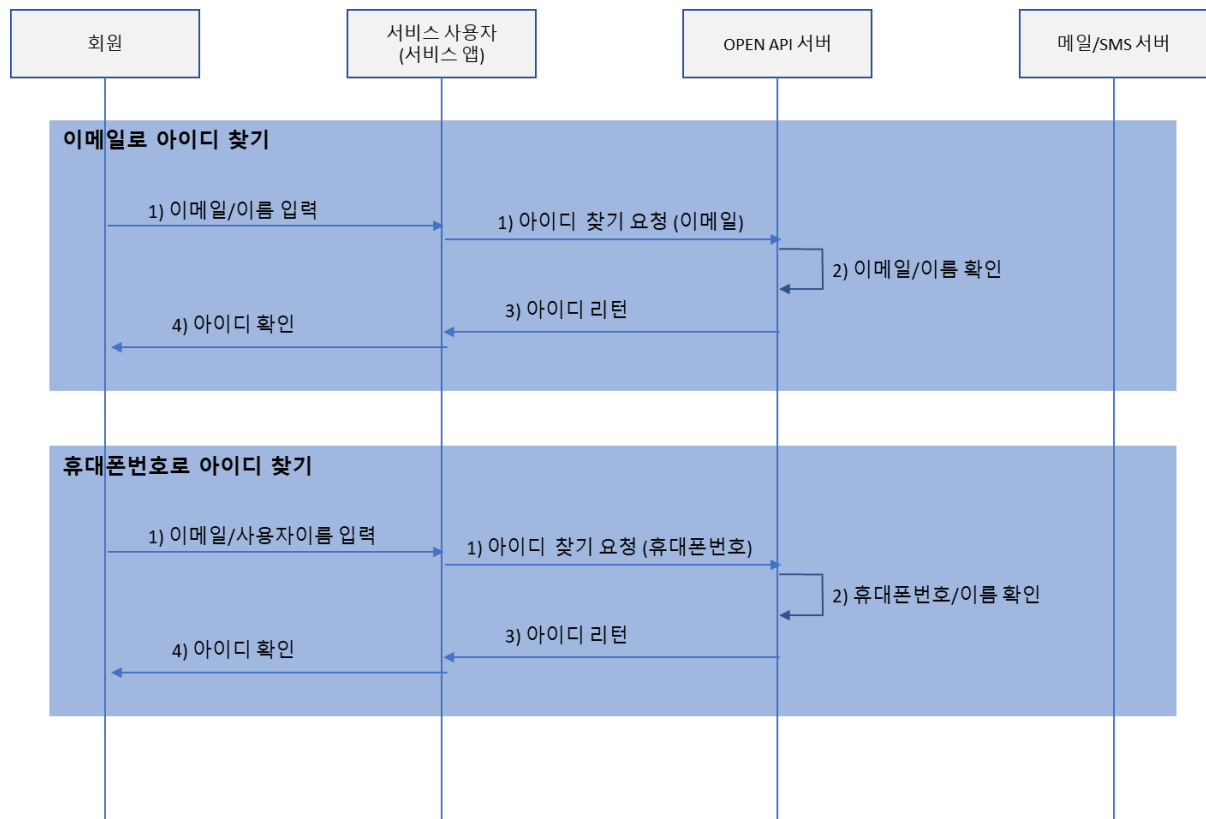 회원
서비스 사용자
(서비스 앱)
OPEN API 서버
메일/SMS 서버
이메일로 아이디 찾기
1) 이메일/이름 입력
1) 아이디 찾기 요청 (이메일)
2) 이메일/이름 확인
3) 아이디 리턴
4) 아이디 확인
휴대폰번호로 아이디 찾기
1) 이메일/사용자이름 입력
1) 아이디 찾기 요청 (휴대폰번호)
2) 휴대폰번호/이름 확인
3) 아이디 리턴
4) 아이디 확인